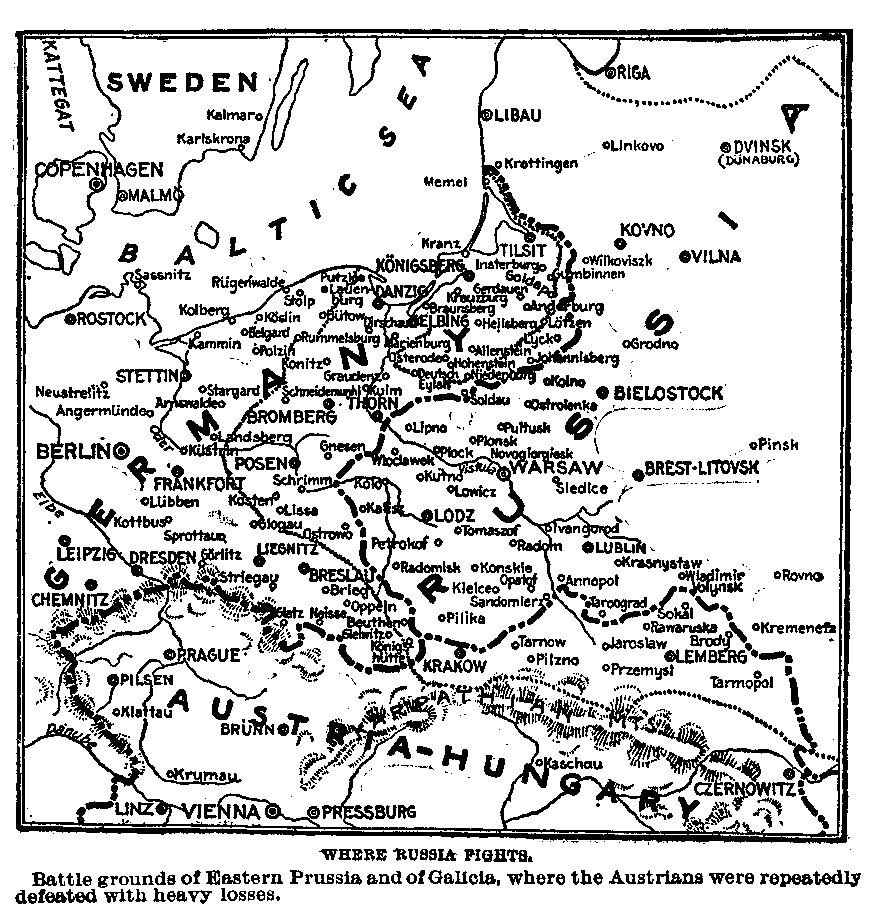 KATTEGAT
SWEDEN
BALTIC SEA
Kalmar
Karlskrona
COPENHAGEN
MALMÖ
RIGA
LIBAU
Linkovo
DVINSK
(DÜNABURG)
Krottingen
Memel
KOVNO
Wilkoviszk
VILNA
TILSIT
Kranz
KÖNIGSBERG
Insterburg
Goldap
Gumbinnen
Sassnitz
Rügenwalde
Putzke
Lauenburg
DANZIG
Gerdauen
Kreuzburg
Braunsberg
Angerburg
Stolp
Kolberg
Köslin
Bütow
Dirschau
ELBING
Heilsberg
Lötzen
ROSTOCK
Belgard
Rummelsburg
Marienburg
Lyck
Grodno
Kammin
Polzin
Konitz
Osterode
Allenstein
Hohenstein
Johannisberg
STETTIN
Graudenz
Deutsch
Eylau
Niedenburg
Kolno
Neustrelitz
Stargard
Schneidemuhl
Kulm
Soldau
BIELOSTOCK
Angermünde
Arnswalde
BROMBERG
THORN
Ostrolenka
Lipno
Pultusk
Landsberg
Plonsk
Oder
Küstrin
Gnesen
Plock
Novogiorgiesk
Pinsk
BERLIN
POSEN
Wloclawek
Vistula
WARSAW
BREST-LITOVSK
FRANKFORT
Schrimm
Kolo
Kutno
Lowicz
Siedlce
Elbe
Lübben
Kosten
Lissa
Kalisz
LODZ
Kottbus
Glogau
Ostrowo
Tomaszof
Ivangorod
Sprottau
Petrokof
Radom
LUBLIN
LEIPZIG
DRESDEN
Görlitz
LIEGNITZ
Krasnystaw
Striegau
BRESLAU
Radomisk
Konskie
Wladimir
Volynsk
Rovno
CHEMNITZ
Brieg
Kielce
Opatof
Annopol
Oppeln
Sandomierz
Tarnograd
Sokal
Glatz
Neisse
Beuthen
Pilika
Rawaruska
Kremenetz
Gleiwitz
Brody
PRAGUE
Königs
hütte
KRAKOW
Tarnow
Jaroslaw
LEMBERG
Pilzno
Przemysl
Tarnopol
PILSEN
Klattau
BRÜNN
CARPATHIAN MTS.
Danube
Krumau
Kaschau
CZERNOWITZ
LINZ
VIENNA
PRESSBURG
GERMANY
RUSSIA
AUSTRIA-HUNGARY
WHERE RUSSIA FIGHTS.
Battle grounds of Eastern Prussia and of Galicia, where the Austrians were repeatedly
defeated with heavy losses.